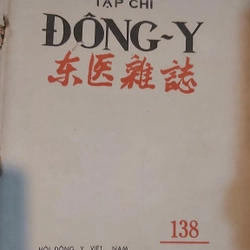 TẠP CHÍ
ĐÔNG-Y
东医雜誌
138
HỘI ĐÔNG Y VIỆT NAM